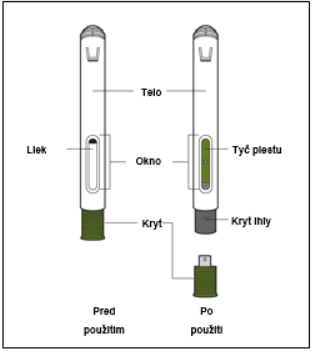 Telo
Liek
Okno
Tyč piestu
Kryt
Kryt ihly
Pred
použitím
Po
použití